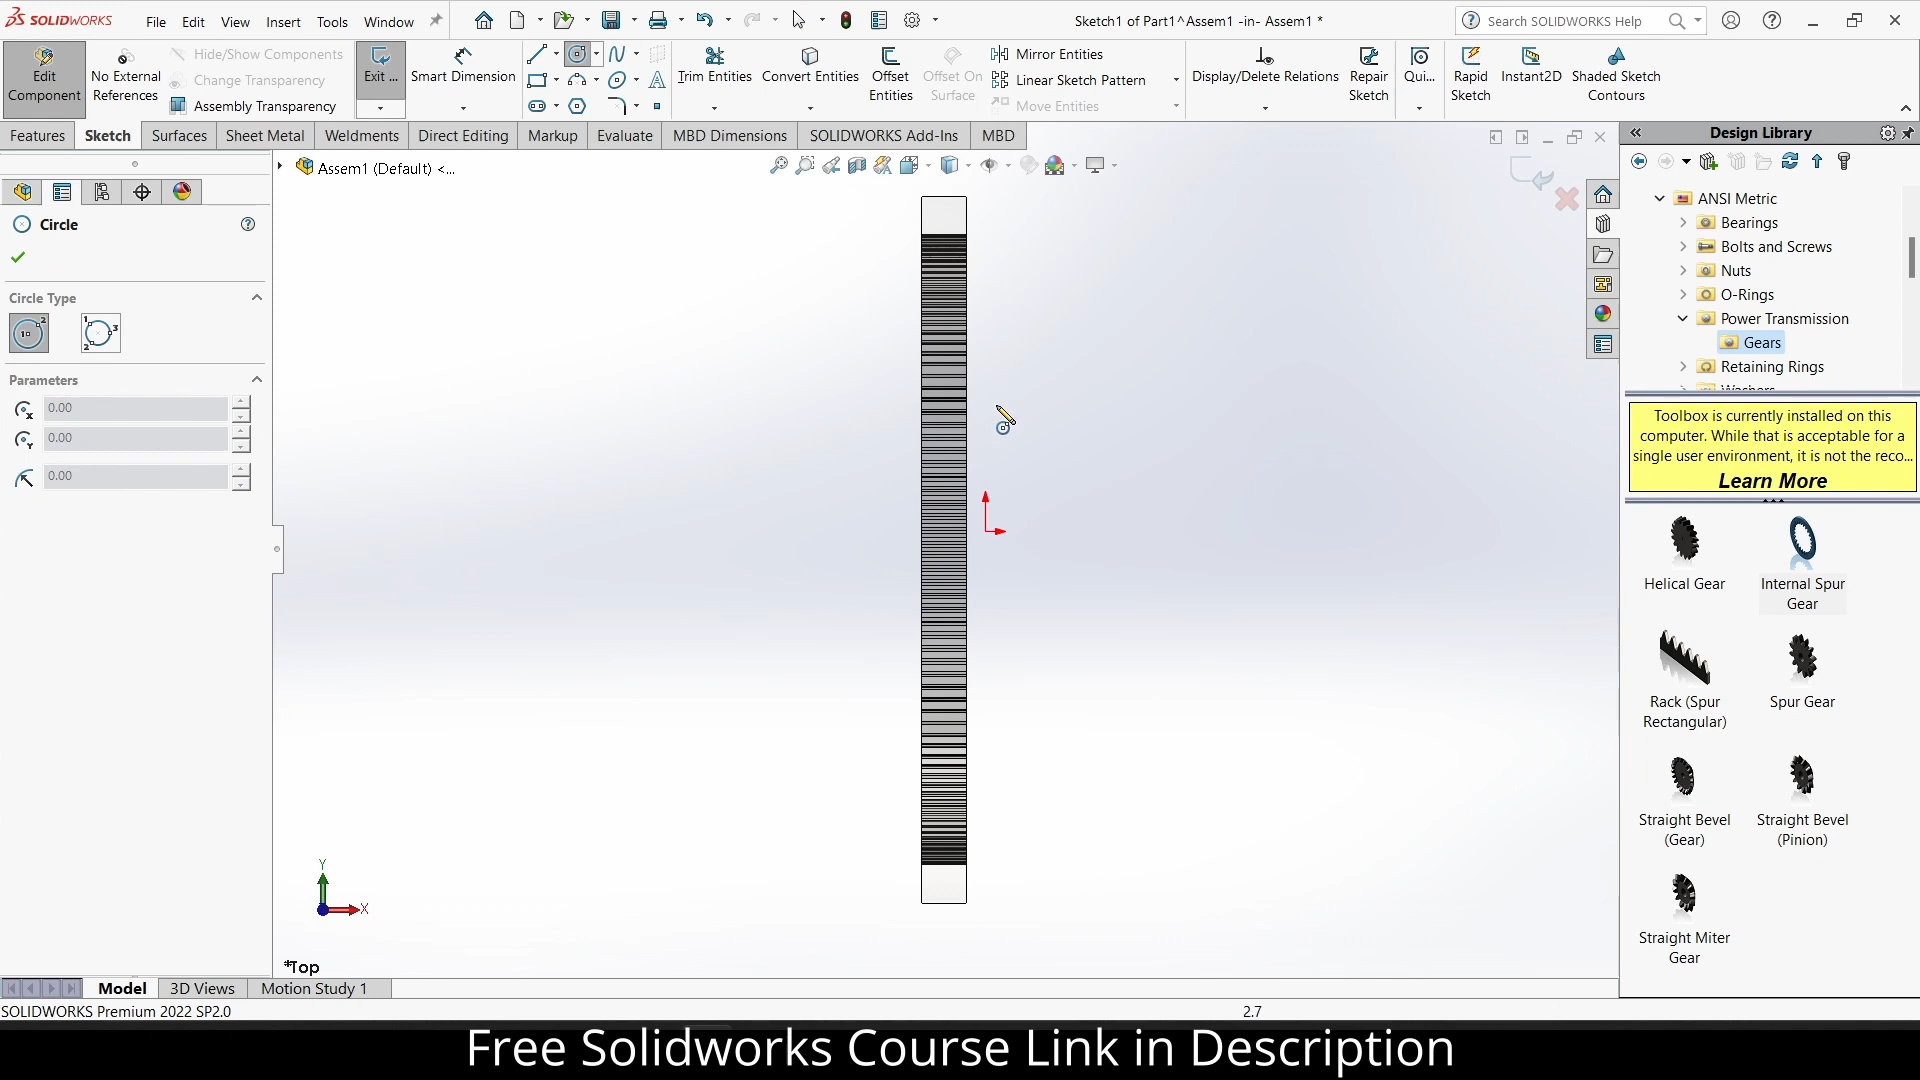 SOLIDWORKS
File Edit View Insert Tools Window
Sketch1 of Part1^Assem1 -in- Assem1 *
Search SOLIDWORKS Help
Edit Component
No External References
Hide/Show Components
Change Transparency
Assembly Transparency
Exit ...
Smart Dimension
Trim Entities
Convert Entities
Offset Entities
Offset On Surface
Mirror Entities
Linear Sketch Pattern
Move Entities
Display/Delete Relations
Repair Sketch
Qui...
Rapid Sketch
Instant2D
Shaded Sketch Contours
Features Sketch Surfaces Sheet Metal Weldments Direct Editing Markup Evaluate MBD Dimensions SOLIDWORKS Add-Ins MBD
Design Library
Assem1 (Default) <...
Circle
Circle Type
Parameters
0.00
0.00
0.00
ANSI Metric
Bearings
Bolts and Screws
Nuts
O-Rings
Power Transmission
Gears
Retaining Rings
Washers
Toolbox is currently installed on this
computer. While that is acceptable for a
single user environment, it is not the reco...
Learn More
Helical Gear
Internal Spur Gear
Rack (Spur Rectangular)
Spur Gear
Straight Bevel (Gear)
Straight Bevel (Pinion)
Straight Miter Gear
Y
X
*Top
Model 3D Views Motion Study 1
SOLIDWORKS Premium 2022 SP2.0
2.7
Free Solidworks Course Link in Description